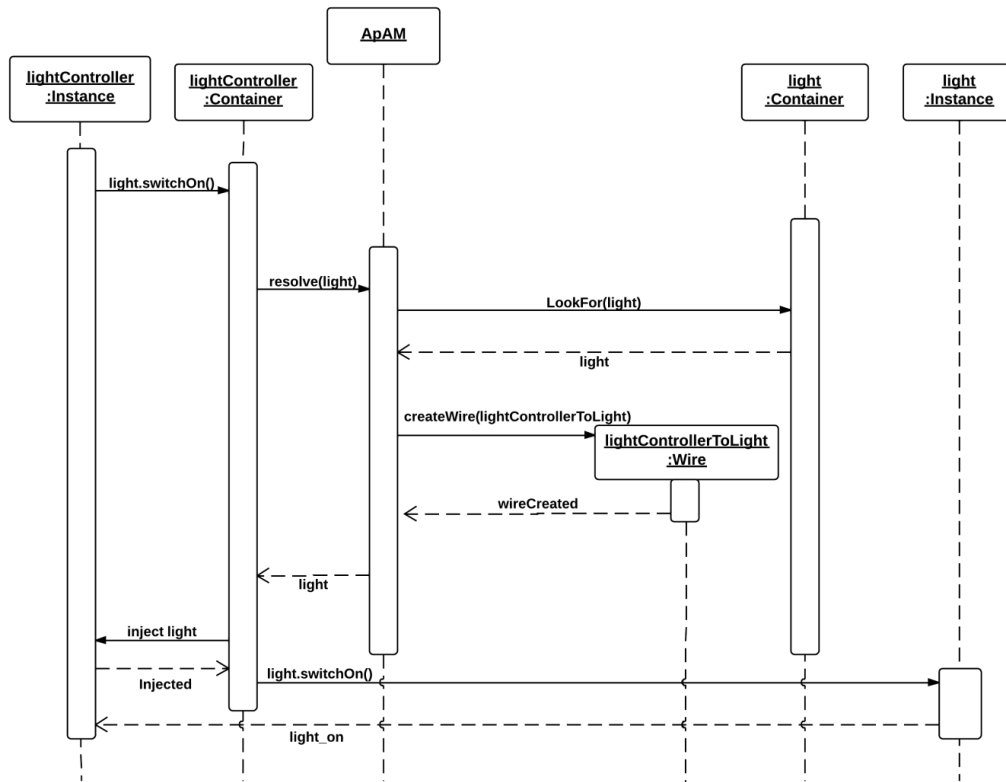 ApAM
lightController
:Instance
lightController
:Container
light
:Container
light
:Instance
light.switchOn()
resolve(light)
LookFor(light)
light
createWire(lightControllerToLight)
lightControllerToLight
:Wire
wireCreated
light
inject light
Injected
light.switchOn()
light_on